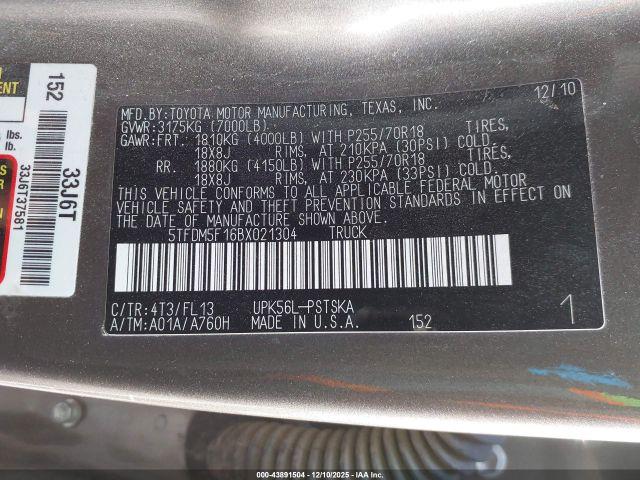 ENT
152
lbs.
Lb.
33J6T37581
33J6T
12/10
MFD.BY:TOYOTA MOTOR MANUFACTURING, TEXAS, INC.
GVWR:3175KG (7000LB)
GAWR:FRT. 1810KG (4000LB) WITH P255/70R18 TIRES,
18X8J RIMS, AT 210KPA (30PSI) COLD.
RR. 1880KG (4150LB) WITH P255/70R18 TIRES,
18X8J RIMS, AT 230KPA (33PSI) COLD.
THIS VEHICLE CONFORMS TO ALL APPLICABLE FEDERAL MOTOR
VEHICLE SAFETY AND THEFT PREVENTION STANDARDS IN EFFECT ON
THE DATE OF MANUFACTURE SHOWN ABOVE.
5TFDM5F16BX021304 TRUCK
C/TR:4T3/FL13 UPK56L-PSTSKA
A/TM:A01A/A760H MADE IN U.S.A. 152 1
000-43891504 - 12/10/2025 - IAA Inc.